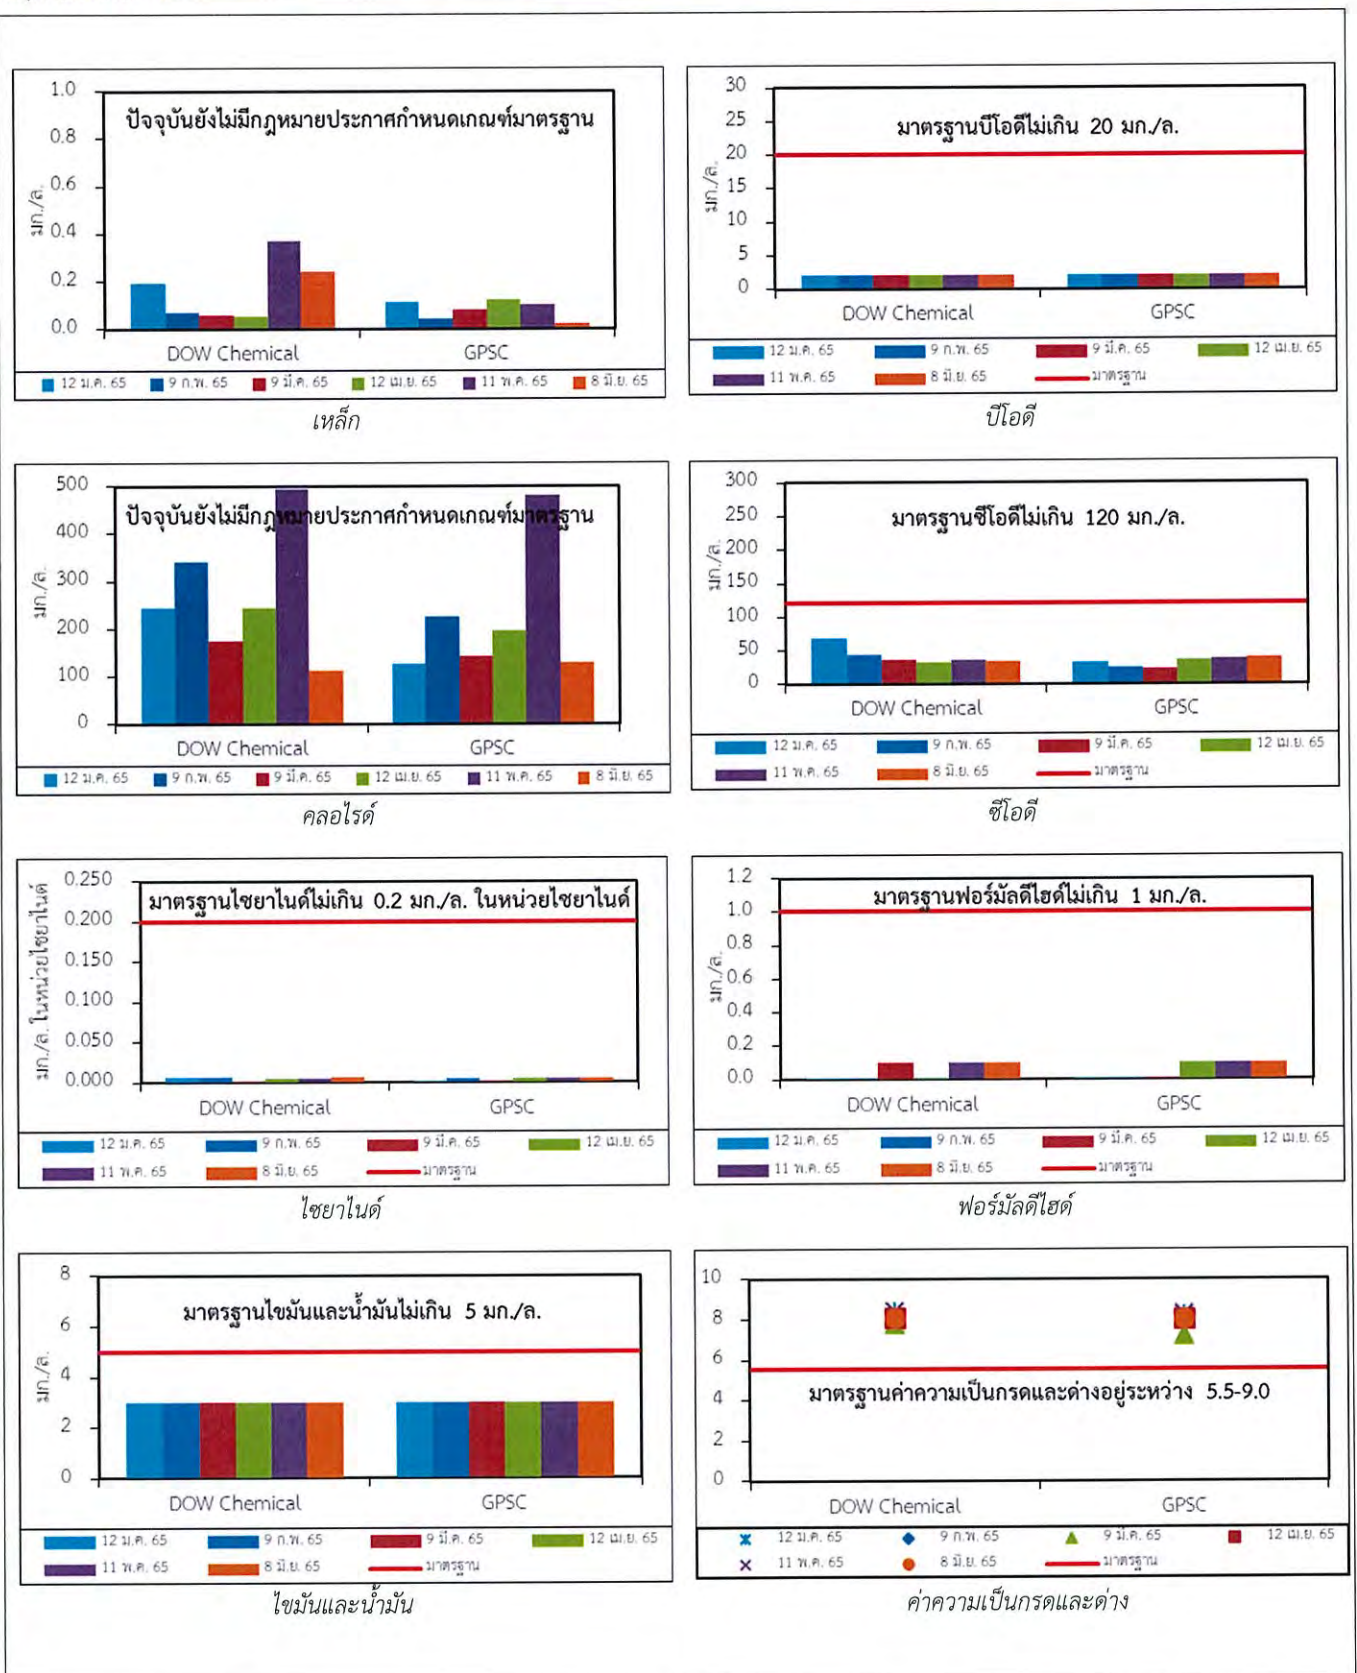 1.0
ปัจจุบันยังไม่มีกฎหมายประกาศกำหนดเกณฑ์มาตรฐาน
0.8
0.6
มก./ล.
0.4
0.2
0.0
DOW Chemical GPSC
12 ม.ค. 65 9 ก.พ. 65 9 มี.ค. 65 12 เม.ย. 65 11 พ.ค. 65 8 มิ.ย. 65
เหล็ก
30
มาตรฐานบีโอดีไม่เกิน 20 มก./ล.
25
20
15
มก./ล.
10
5
0
DOW Chemical GPSC
12 ม.ค. 65 9 ก.พ. 65 9 มี.ค. 65 12 เม.ย. 65
11 พ.ค. 65 8 มิ.ย. 65 มาตรฐาน
บีโอดี
500
ปัจจุบันยังไม่มีกฎหมายประกาศกำหนดเกณฑ์มาตรฐาน
400
300
มก./ล.
200
100
0
DOW Chemical GPSC
12 ม.ค. 65 9 ก.พ. 65 9 มี.ค. 65 12 เม.ย. 65 11 พ.ค. 65 8 มิ.ย. 65
คลอไรด์
300
มาตรฐานซีโอดีไม่เกิน 120 มก./ล.
250
200
มก./ล.
150
100
50
0
DOW Chemical GPSC
12 ม.ค. 65 9 ก.พ. 65 9 มี.ค. 65 12 เม.ย. 65
11 พ.ค. 65 8 มิ.ย. 65 มาตรฐาน
ซีโอดี
0.250
มาตรฐานไซยาไนด์ไม่เกิน 0.2 มก./ล. ในหน่วยไซยาไนด์
0.200
0.150
มก./ล. ในหน่วยไซยาไนด์
0.100
0.050
0.000
DOW Chemical GPSC
12 ม.ค. 65 9 ก.พ. 65 9 มี.ค. 65 12 เม.ย. 65
11 พ.ค. 65 8 มิ.ย. 65 มาตรฐาน
ไซยาไนด์
1.2
มาตรฐานฟอร์มัลดีไฮด์ไม่เกิน 1 มก./ล.
1.0
0.8
มก./ล.
0.6
0.4
0.2
0.0
DOW Chemical GPSC
12 ม.ค. 65 9 ก.พ. 65 9 มี.ค. 65 12 เม.ย. 65
11 พ.ค. 65 8 มิ.ย. 65 มาตรฐาน
ฟอร์มัลดีไฮด์
8
มาตรฐานไขมันและน้ำมันไม่เกิน 5 มก./ล.
6
มก./ล.
4
2
0
DOW Chemical GPSC
12 ม.ค. 65 9 ก.พ. 65 9 มี.ค. 65 12 เม.ย. 65
11 พ.ค. 65 8 มิ.ย. 65 มาตรฐาน
ไขมันและน้ำมัน
10
8
6
มาตรฐานค่าความเป็นกรดและด่างอยู่ระหว่าง 5.5-9.0
4
2
0
DOW Chemical GPSC
12 ม.ค. 65 9 ก.พ. 65 9 มี.ค. 65 12 เม.ย. 65
11 พ.ค. 65 8 มิ.ย. 65 มาตรฐาน
ค่าความเป็นกรดและด่าง